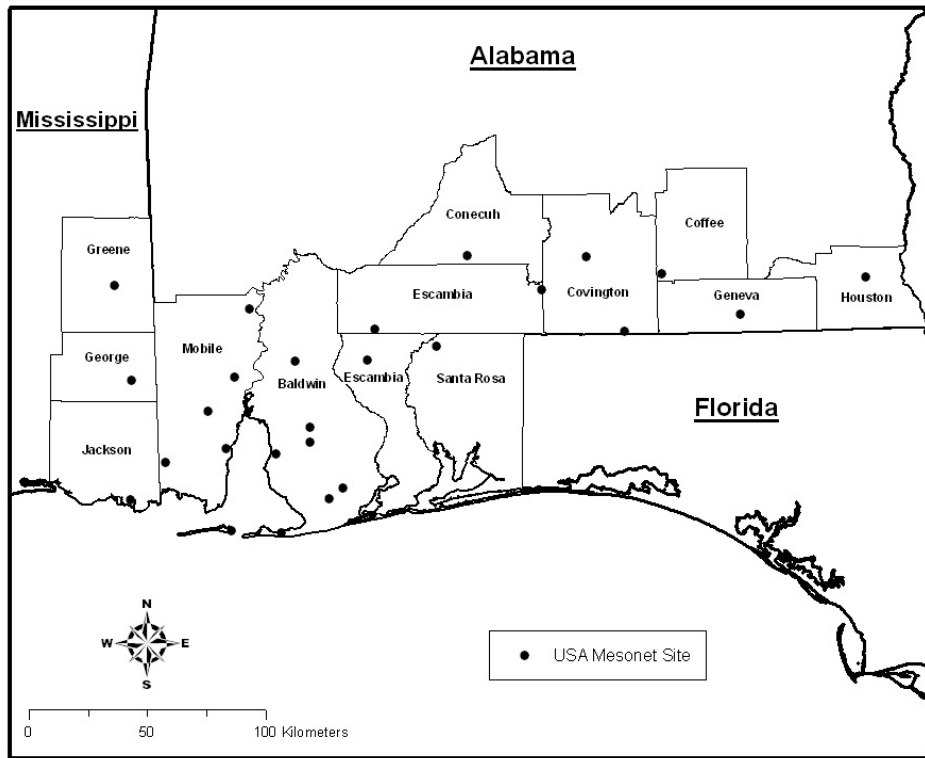 Alabama
Mississippi
Conecuh
Coffee
Greene
Escambia
Covington
Geneva
Houston
George
Mobile
Baldwin
Escambia
Santa Rosa
Florida
Jackson
N
W E
S
USA Mesonet Site
0 50 100 Kilometers